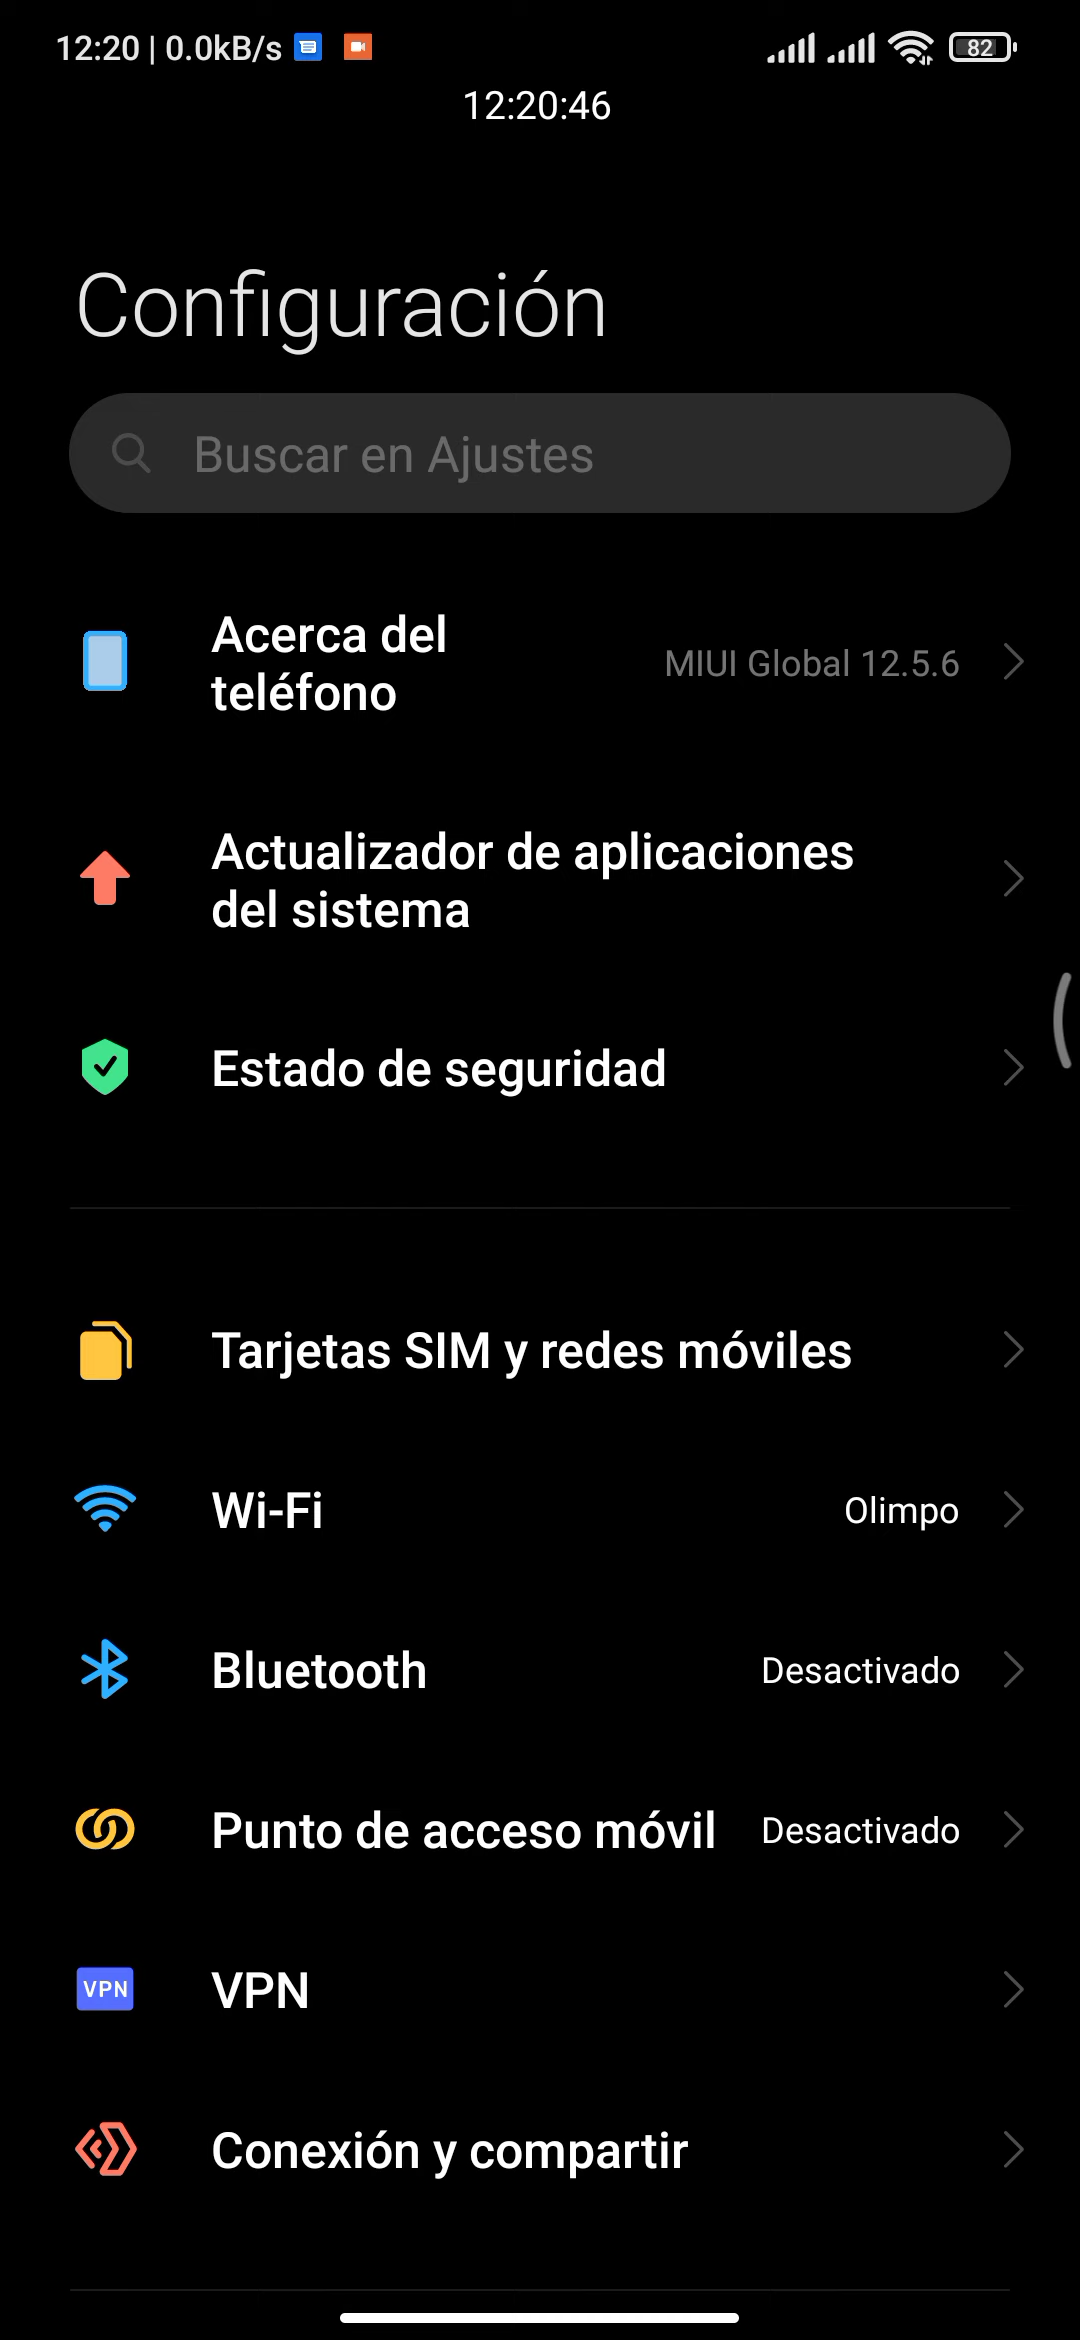 12:20 | 0.0kB/s 82
12:20:46
Configuración
Buscar en Ajustes
Acerca del
teléfono
MIUI Global 12.5.6
Actualizador de aplicaciones
del sistema
Estado de seguridad
Tarjetas SIM y redes móviles
Wi-Fi Olimpo
Bluetooth Desactivado
Punto de acceso móvil Desactivado
VPN VPN
Conexión y compartir